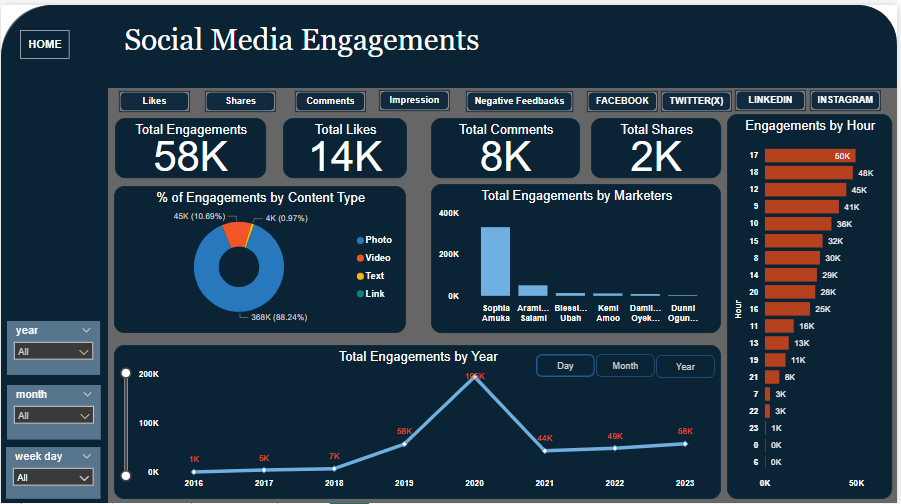 HOME
Social Media Engagements
Likes
Shares
Comments
Impression
Negative Feedbacks
FACEBOOK
TWITTER(X)
LINKEDIN
INSTAGRAM
Total Engagements
58K
Total Likes
14K
Total Comments
8K
Total Shares
2K
% of Engagements by Content Type
45K (10.69%)
4K (0.97%)
368K (88.24%)
Photo
Video
Text
Link
Total Engagements by Marketers
400K
200K
0K
Sophia Amuka
Arami... Salami
Blessi... Ubah
Kemi Amoo
Damil... Oyek...
Dunni Ogun...
Engagements by Hour
Hour
17 50K
18 48K
12 45K
9 41K
10 36K
15 32K
8 30K
14 29K
20 28K
16 25K
11 16K
13 13K
19 11K
21 8K
7 3K
22 3K
23 1K
0 0K
6 0K
0K 50K
year
All
month
All
week day
All
Total Engagements by Year
Day
Month
Year
200K
100K
0K
1K
5K
7K
58K
44K
49K
58K
2016 2017 2018 2019 2020 2021 2022 2023